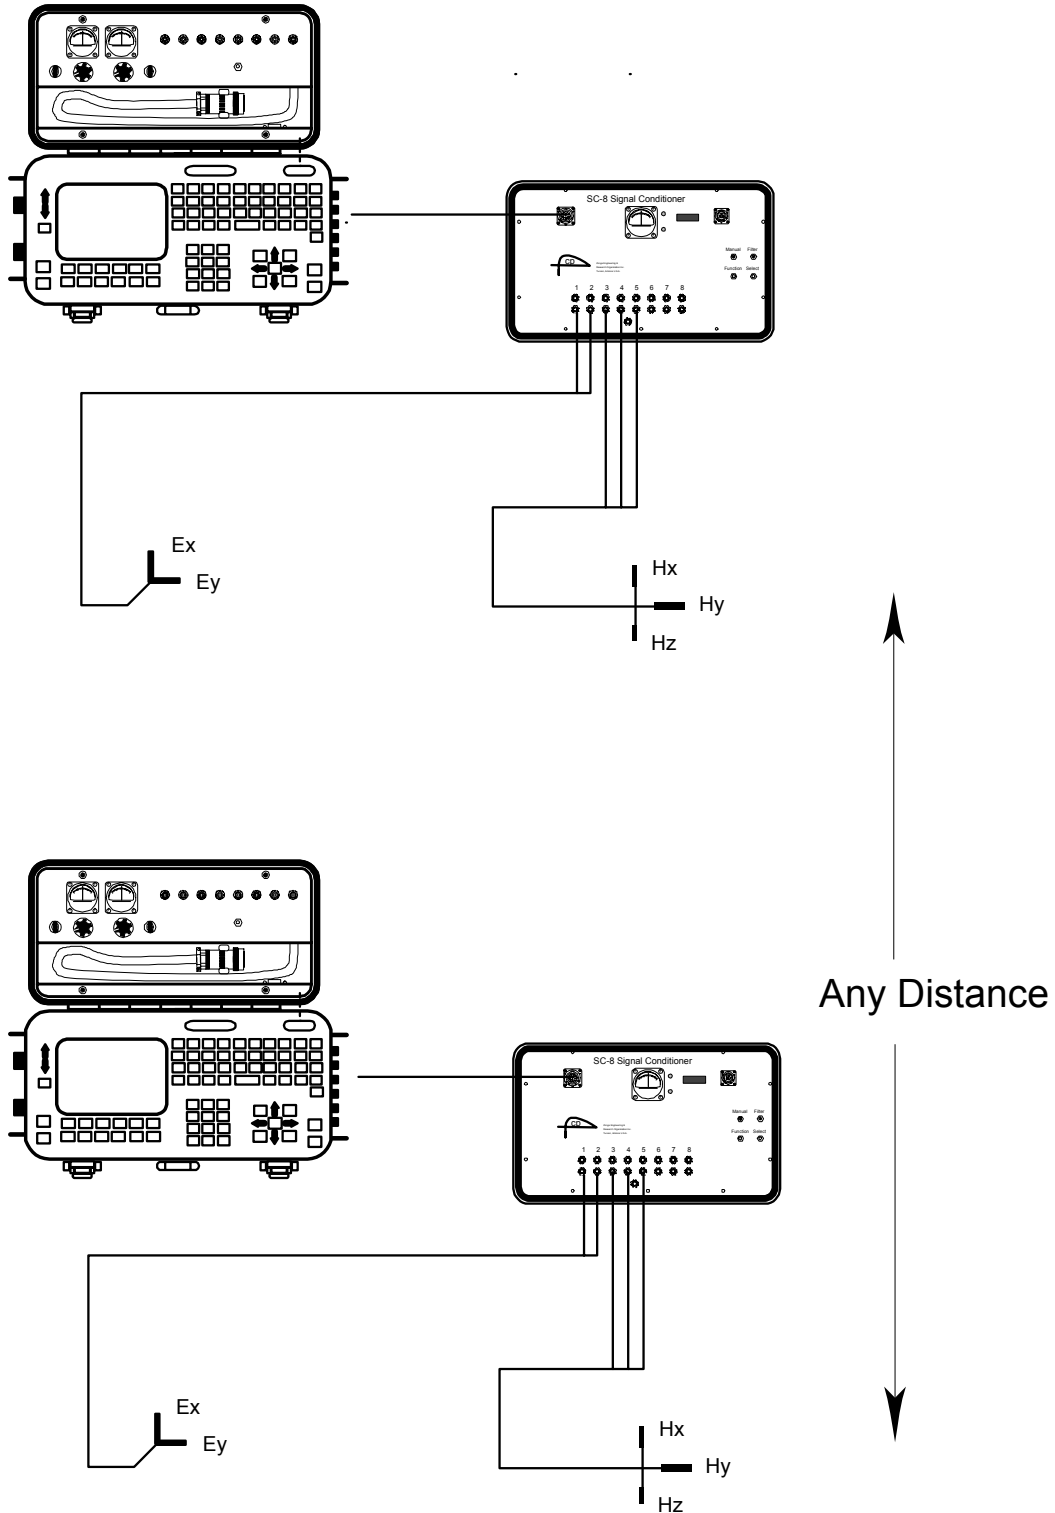 SC-8 Signal Conditioner
Manual Filter
Function Select
CD
1 2 3 4 5 6 7 8
Ex
Ey
Hx
Hy
Hz
Any Distance
SC-8 Signal Conditioner
Manual Filter
Function Select
CD
1 2 3 4 5 6 7 8
Ex
Ey
Hx
Hy
Hz